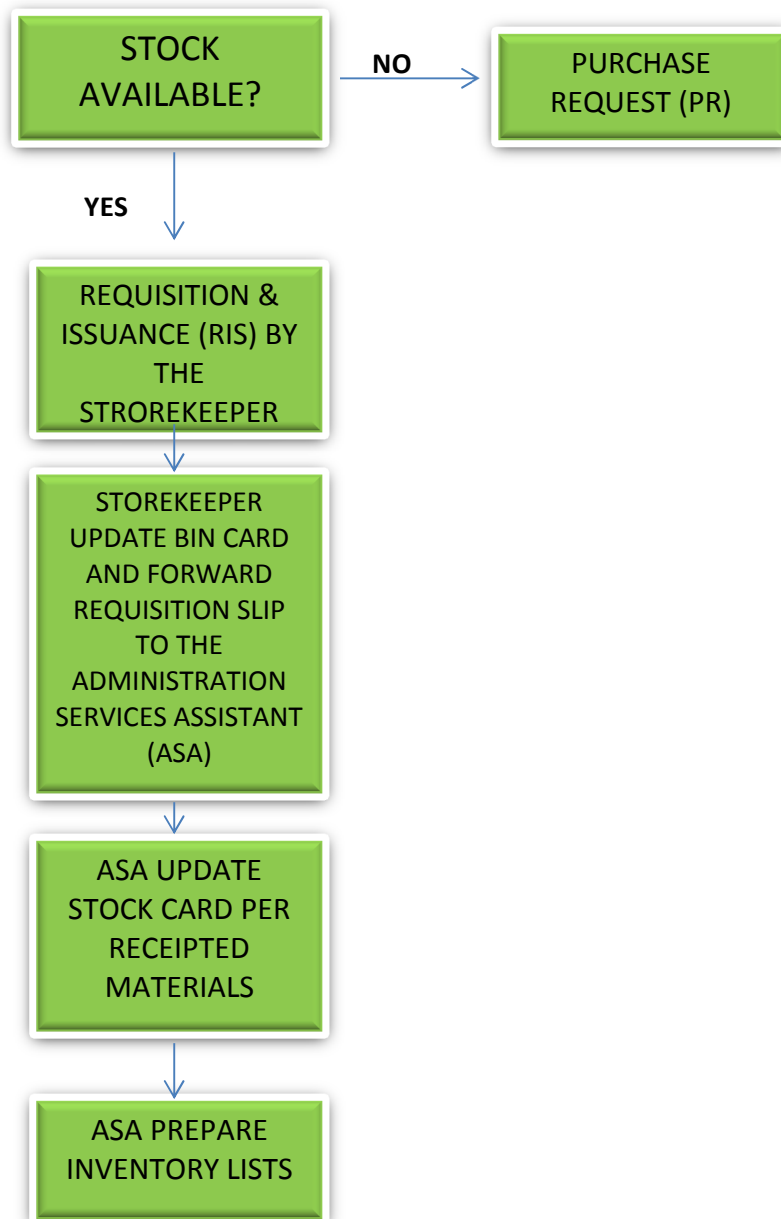 STOCK
AVAILABLE?
NO
PURCHASE
REQUEST (PR)
YES
REQUISITION &
ISSUANCE (RIS) BY
THE
STROREKEEPER
STOREKEEPER
UPDATE BIN CARD
AND FORWARD
REQUISITION SLIP
TO THE
ADMINISTRATION
SERVICES ASSISTANT
(ASA)
ASA UPDATE
STOCK CARD PER
RECEIPTED
MATERIALS
ASA PREPARE
INVENTORY LISTS